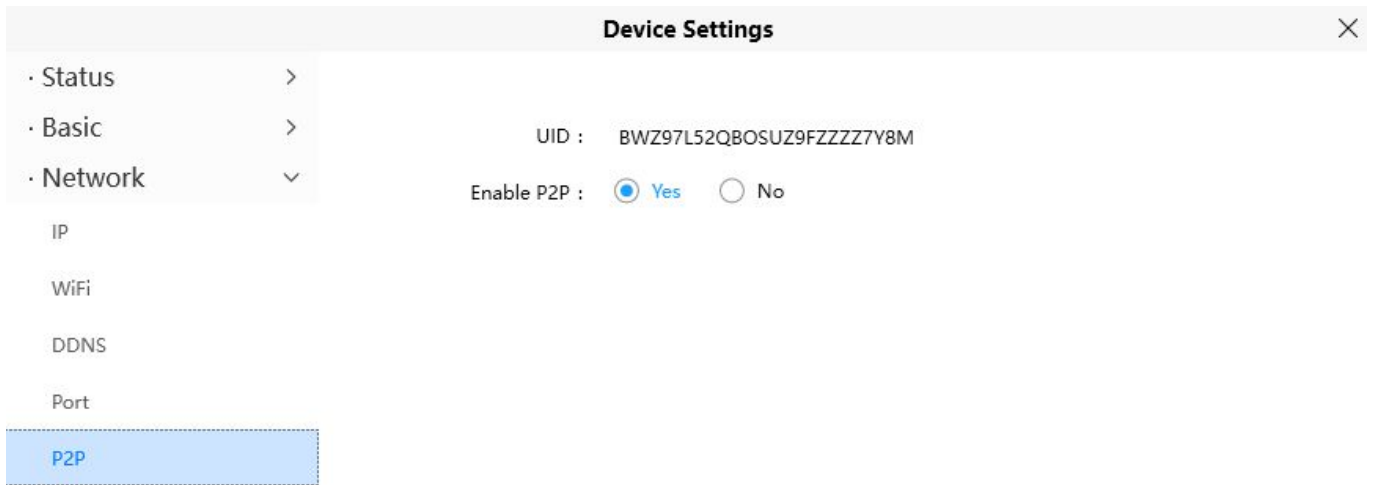 Device Settings
· Status
· Basic
· Network
IP
WiFi
DDNS
Port
P2P
UID : BWZ97L52QBOSUZ9FZZZZ7Y8M
Enable P2P : Yes No